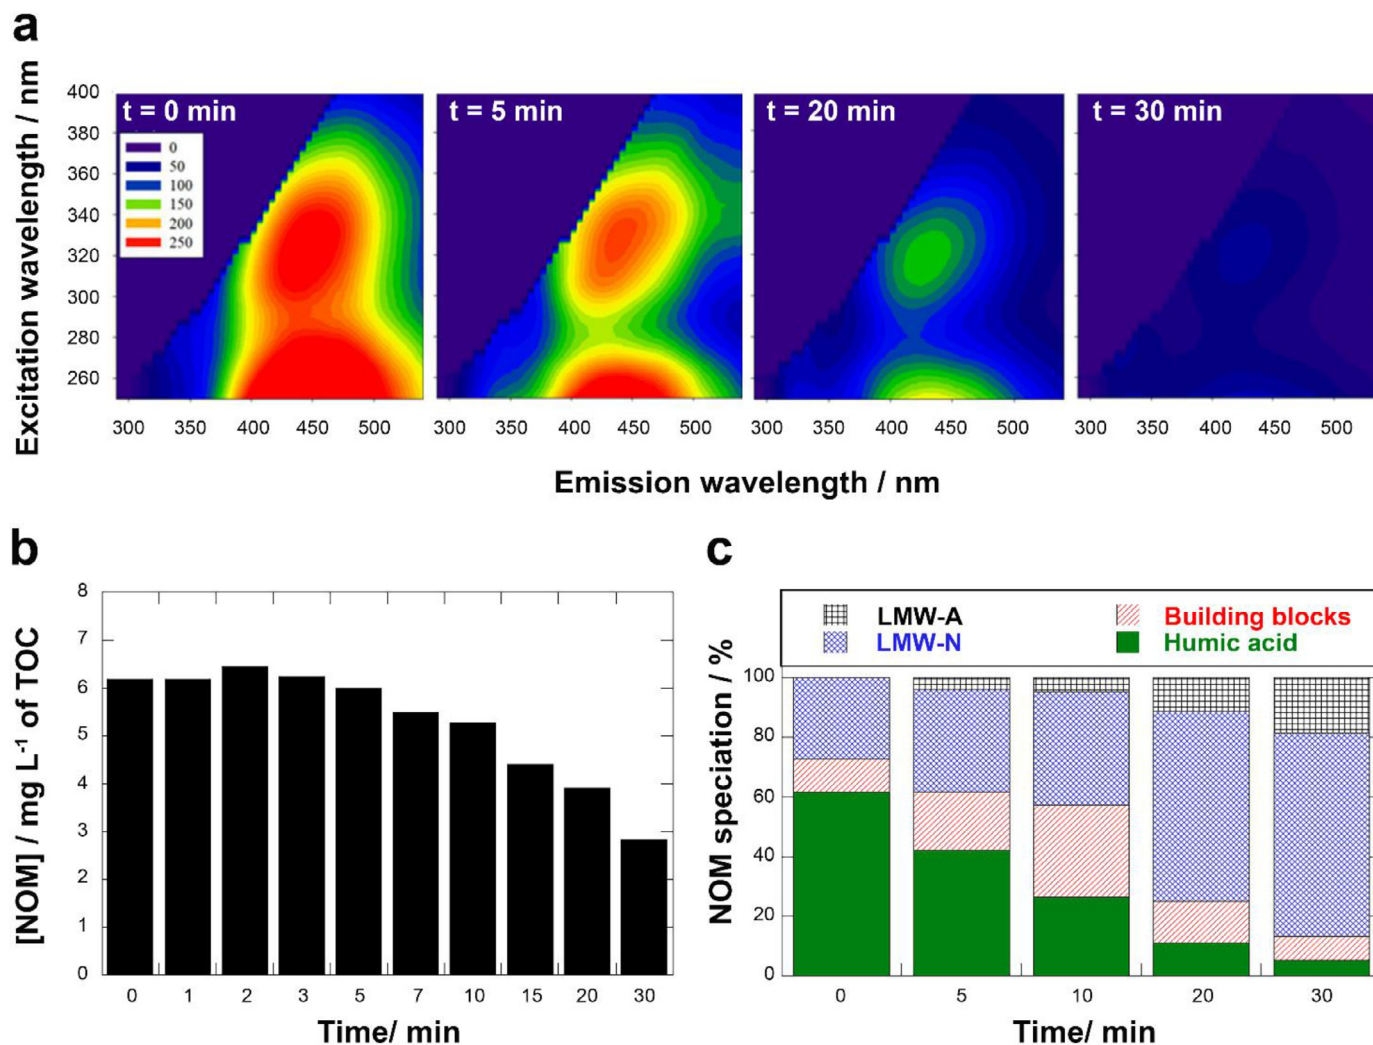 a
Excitation wavelength / nm
400
380
360
340
320
300
280
260
t = 0 min
0
50
100
150
200
250
t = 5 min
t = 20 min
t = 30 min
300 400 450 500
300 400 450 500
300 400 450 500
300 400 450 500
Emission wavelength / nm
b
[NOM] / mg L⁻¹ of TOC
8
7
6
5
4
3
2
1
0
0 1 2 3 5 7 10 15 20 30
Time/ min
c
LMW-A Building blocks
LMW-N Humic acid
NOM speciation / %
100
80
60
40
20
0
0 5 10 20 30
Time/ min